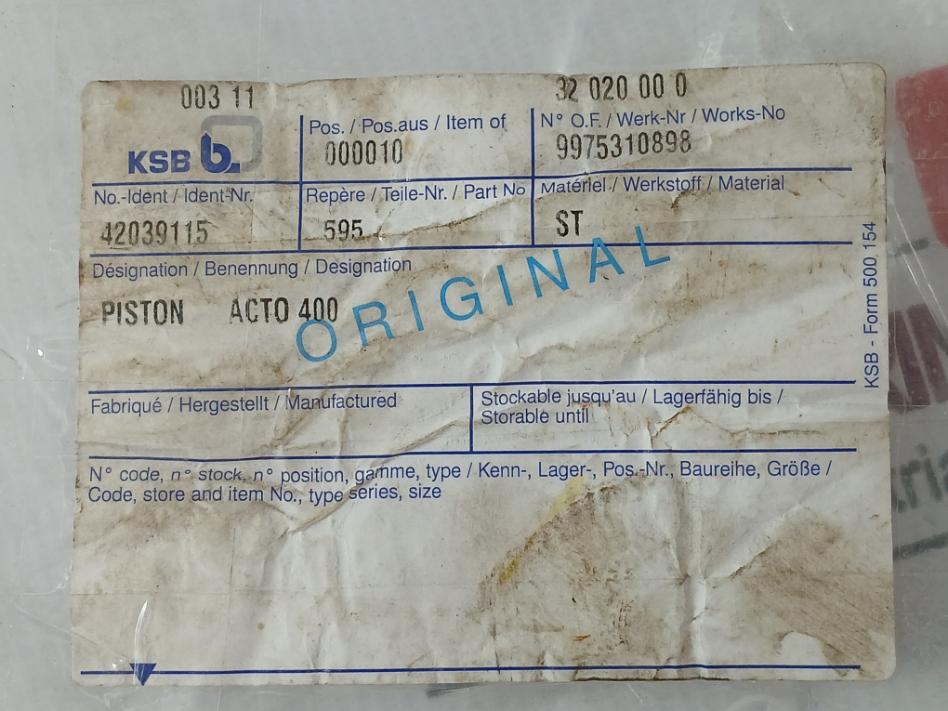 003 11
32 020 00 0
KSB b.
Pos. / Pos.aus / Item of
000010
N° O.F. / Werk-Nr / Works-No
9975310898
No.-Ident / Ident-Nr.
42039115
Repère / Teile-Nr. / Part No
595
Matériel / Werkstoff / Material
ST
Désignation / Benennung / Designation
PISTON ACTO 400
ORIGINAL
Fabriqué / Hergestellt / Manufactured
Stockable jusqu'au / Lagerfähig bis /
Storable until
N° code, n° stock, n° position, gamme, type / Kenn-, Lager-, Pos.-Nr., Baureihe, Größe /
Code, store and item No., type series, size
KSB - Form 500 154